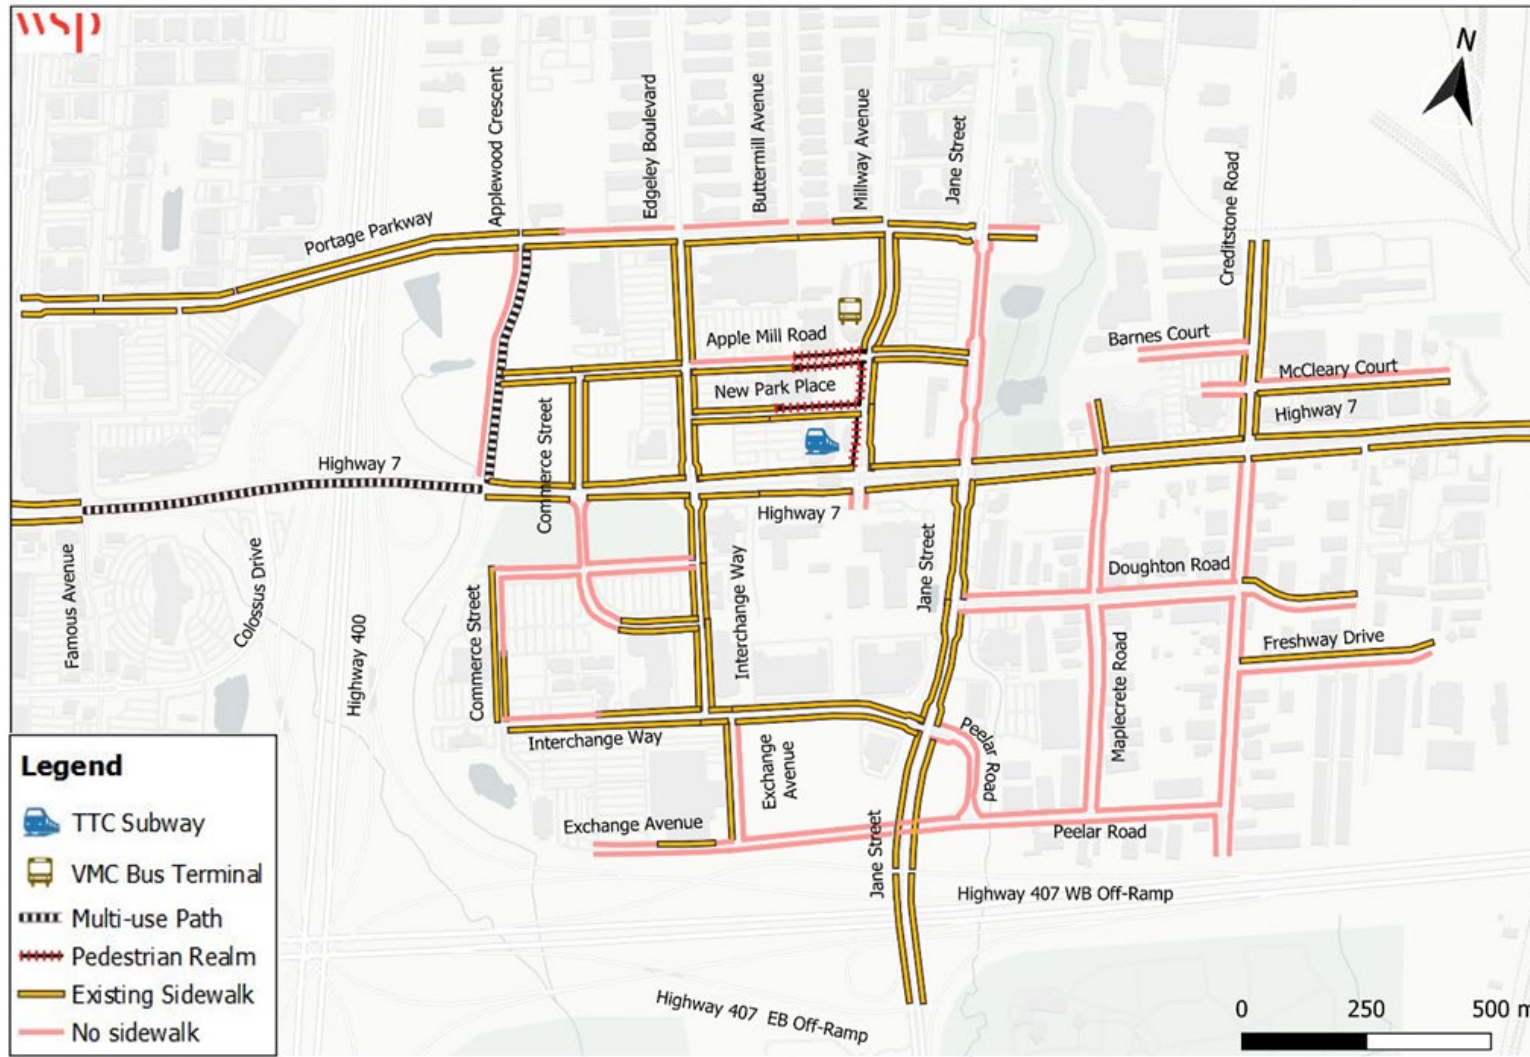 wsp
N
Applewood Crescent
Edgeley Boulevard
Buttermill Avenue
Millway Avenue
Jane Street
Creditstone Road
Portage Parkway
Apple Mill Road
Barnes Court
McCleary Court
New Park Place
Highway 7
Commerce Street
Highway 7
Highway 7
Famous Avenue
Colossus Drive
Highway 400
Commerce Street
Interchange Way
Jane Street
Doughton Road
Freshway Drive
Maplecrete Road
Interchange Way
Exchange
Avenue
Peelar Road
Exchange Avenue
Jane Street
Peelar Road
Highway 407 WB Off-Ramp
Highway 407 EB Off-Ramp
Legend
TTC Subway
VMC Bus Terminal
Multi-use Path
Pedestrian Realm
Existing Sidewalk
No sidewalk
0 250 500 m